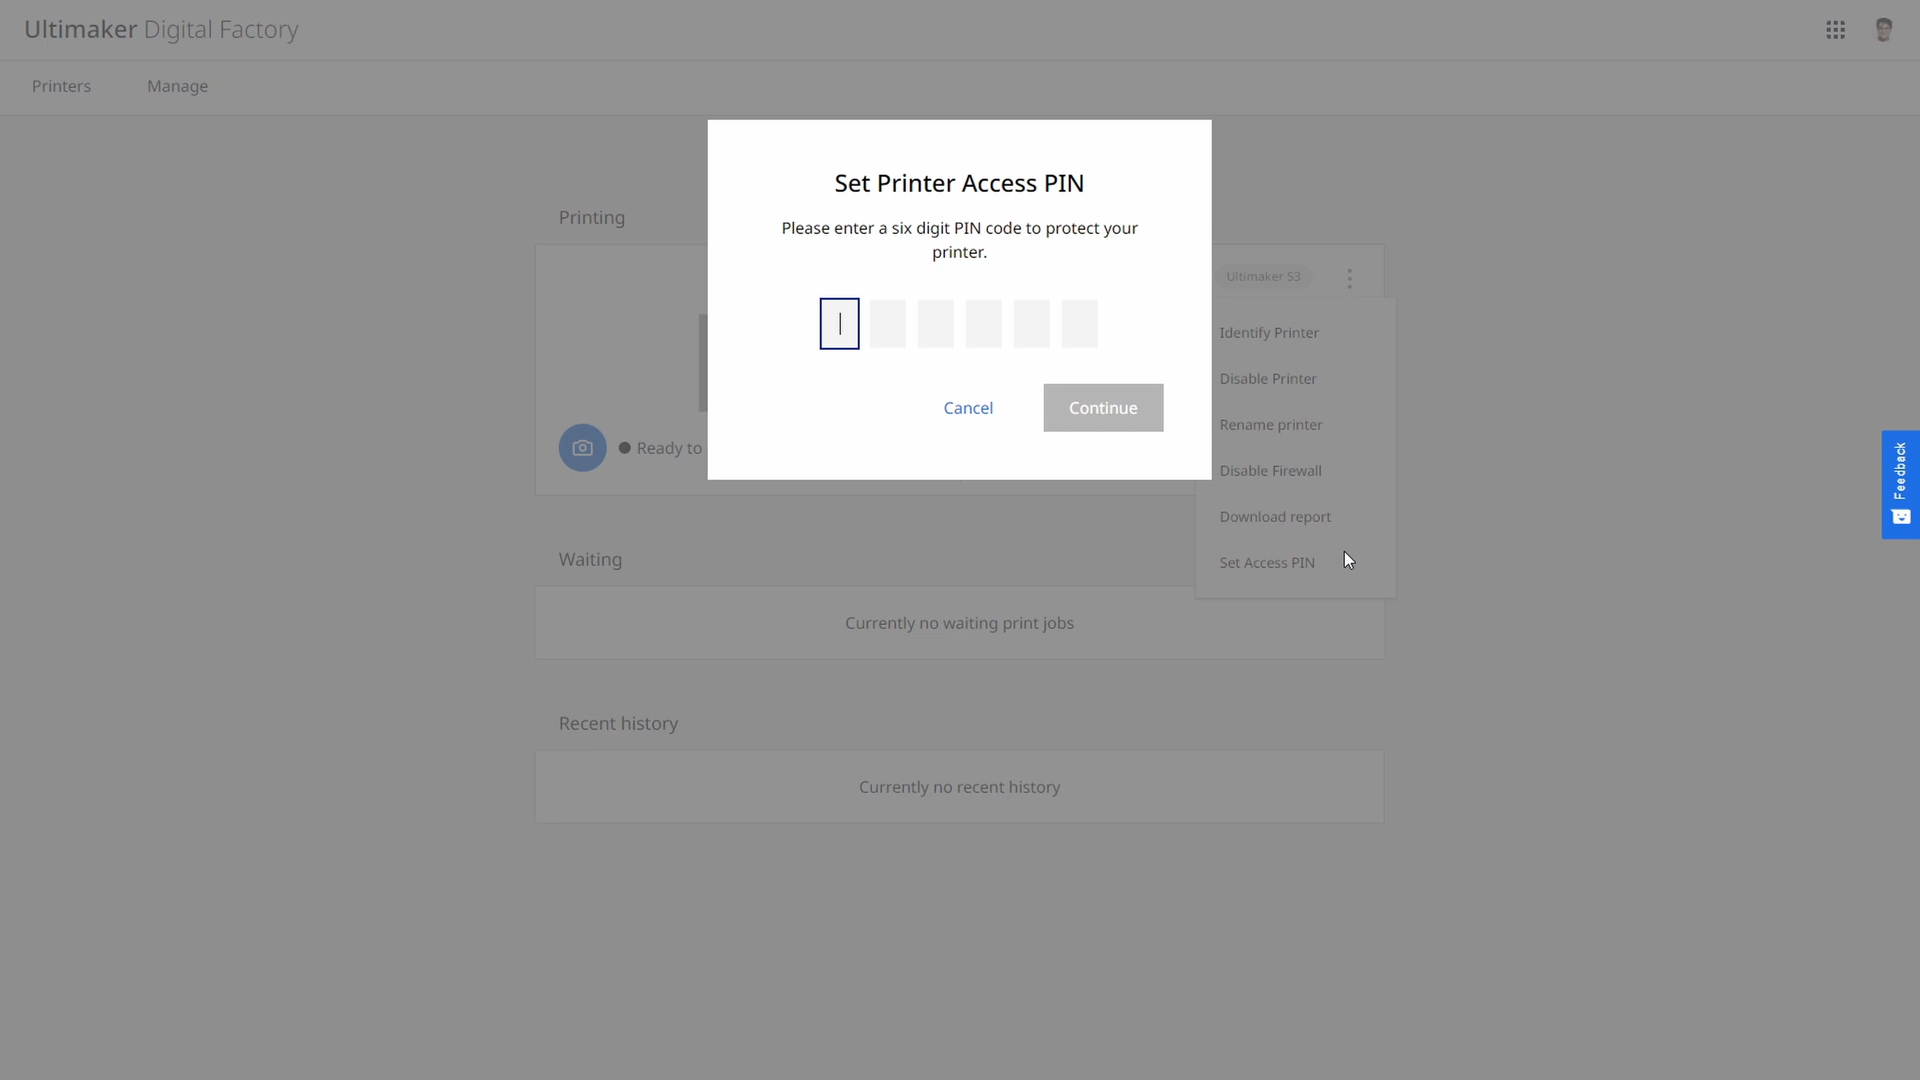 Ultimaker Digital Factory
Printers
Manage
Set Printer Access PIN
Please enter a six digit PIN code to protect your
printer.
Cancel
Continue
Printing
Ultimaker S3
Identify Printer
Disable Printer
Rename printer
Disable Firewall
Download report
Set Access PIN
Ready to
Feedback
Waiting
Currently no waiting print jobs
Recent history
Currently no recent history